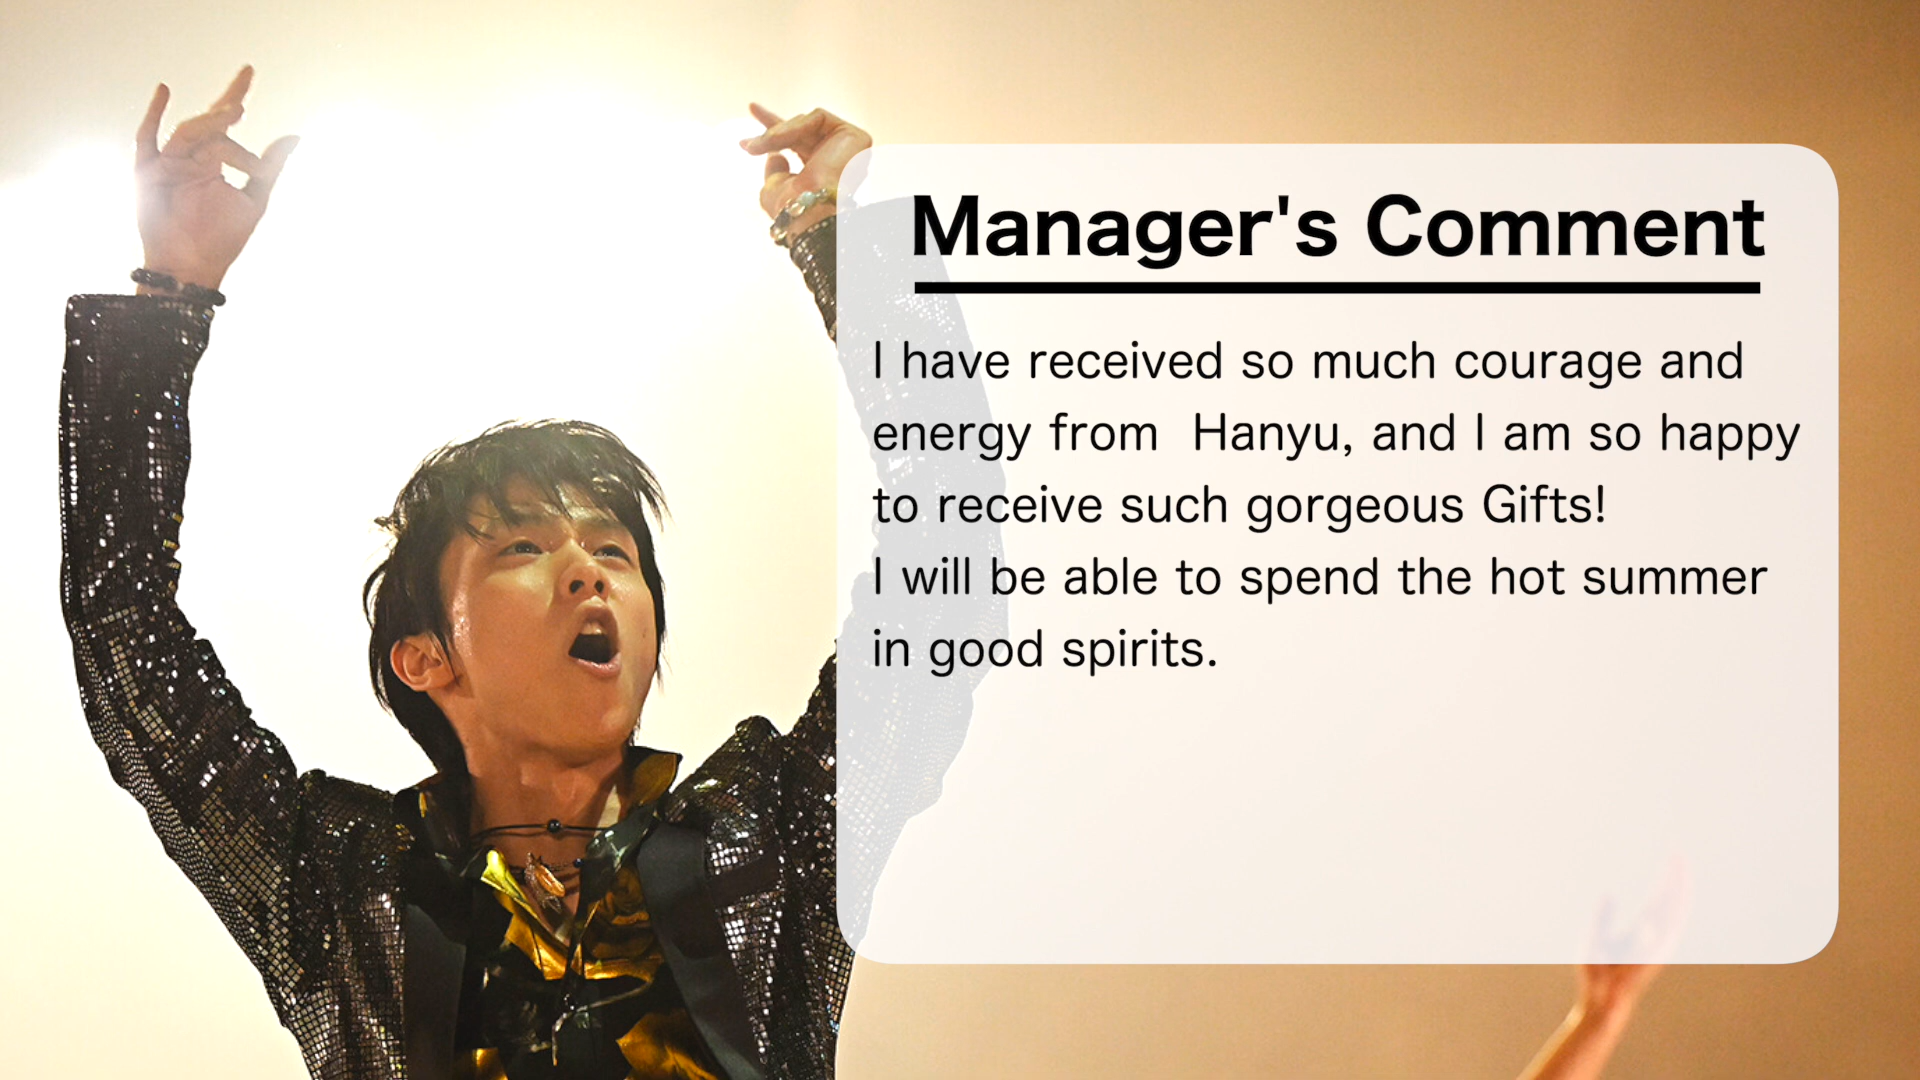 Manager's Comment
I have received so much courage and
energy from  Hanyu, and I am so happy
to receive such gorgeous Gifts!
I will be able to spend the hot summer
in good spirits.